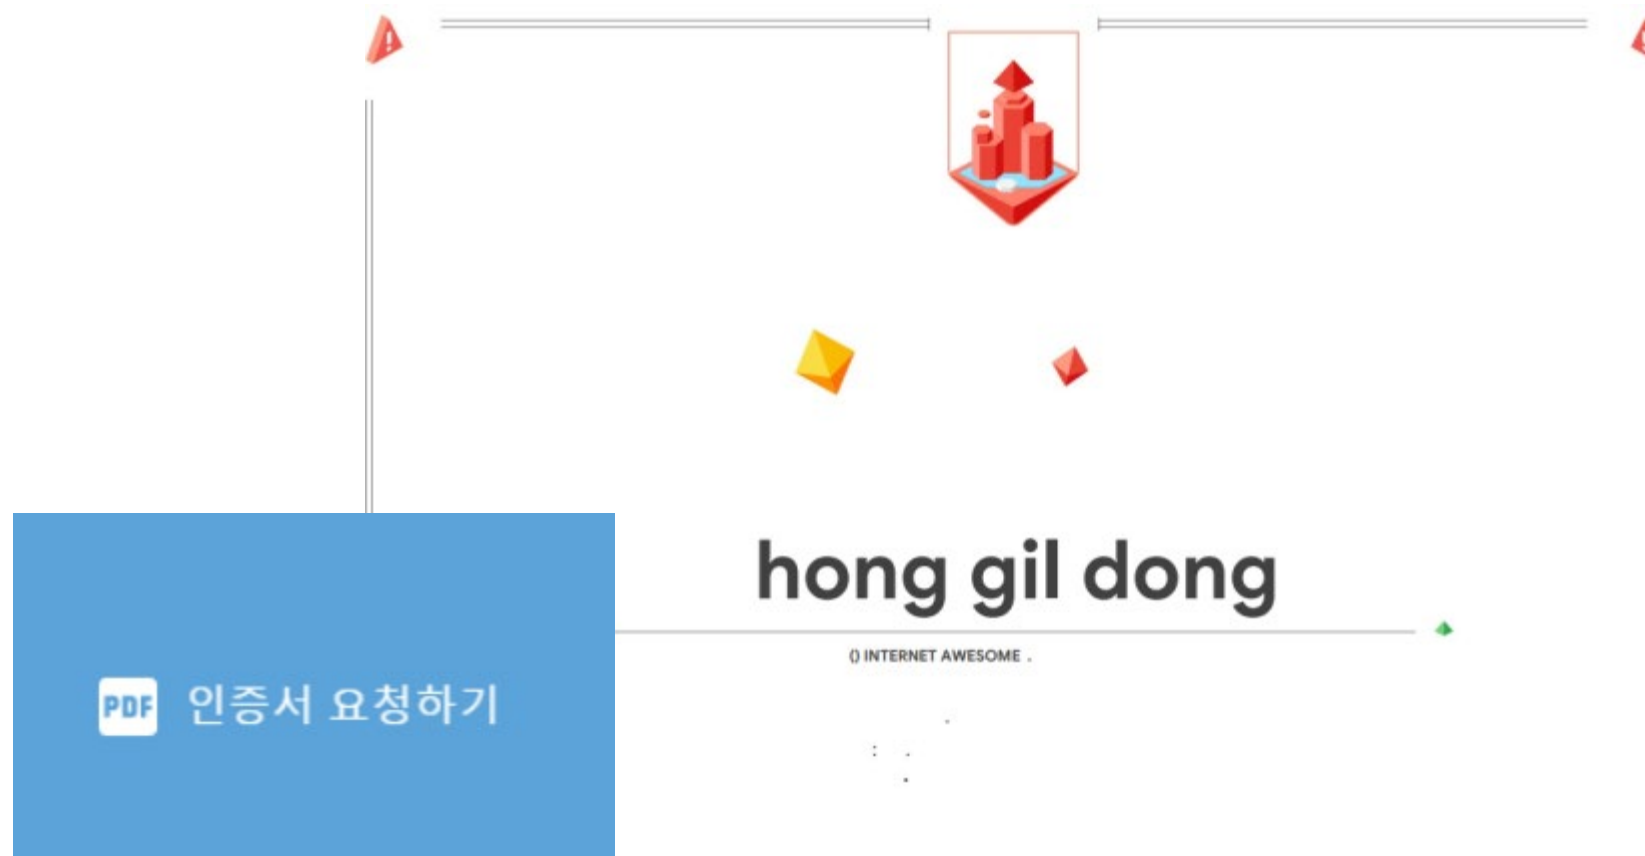 hong gil dong
() INTERNET AWESOME .
.
: .
.
PDF 인증서 요청하기